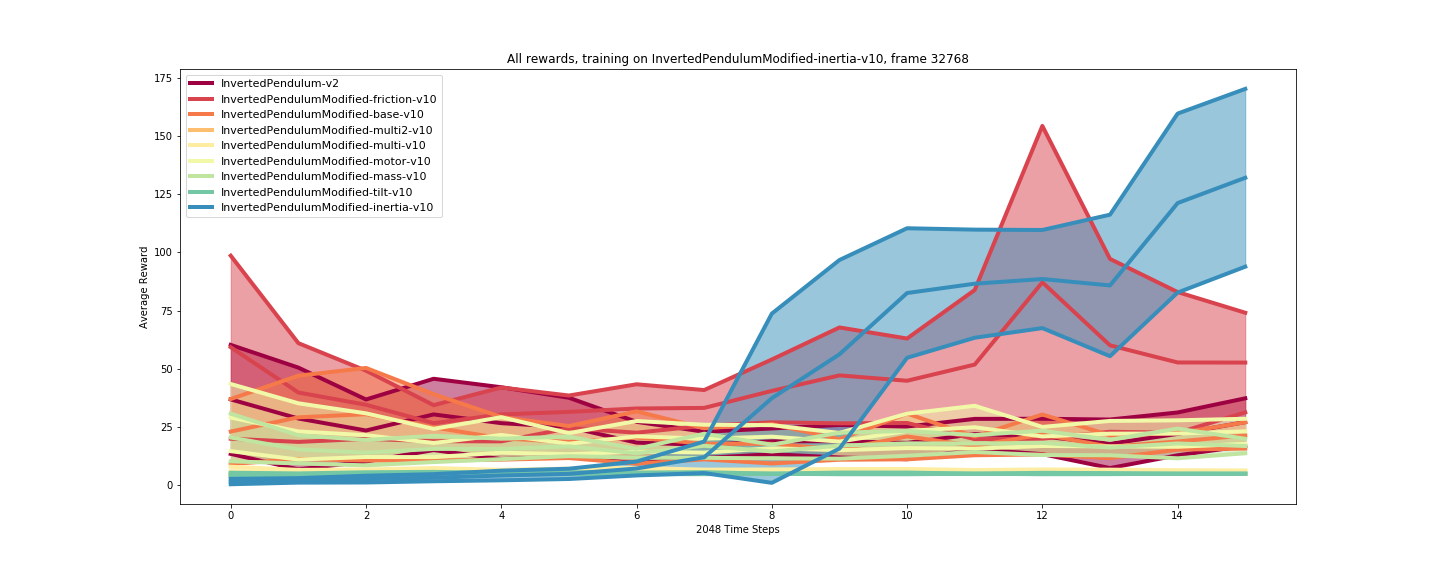 All rewards, training on InvertedPendulumModified-inertia-v10, frame 32768
175
150
125
100
75
50
25
0
Average Reward
InvertedPendulum-v2
InvertedPendulumModified-friction-v10
InvertedPendulumModified-base-v10
InvertedPendulumModified-multi2-v10
InvertedPendulumModified-multi-v10
InvertedPendulumModified-motor-v10
InvertedPendulumModified-mass-v10
InvertedPendulumModified-tilt-v10
InvertedPendulumModified-inertia-v10
0 2 4 6 8 10 12 14
2048 Time Steps